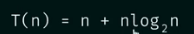 T(n) = n + nlog₂n